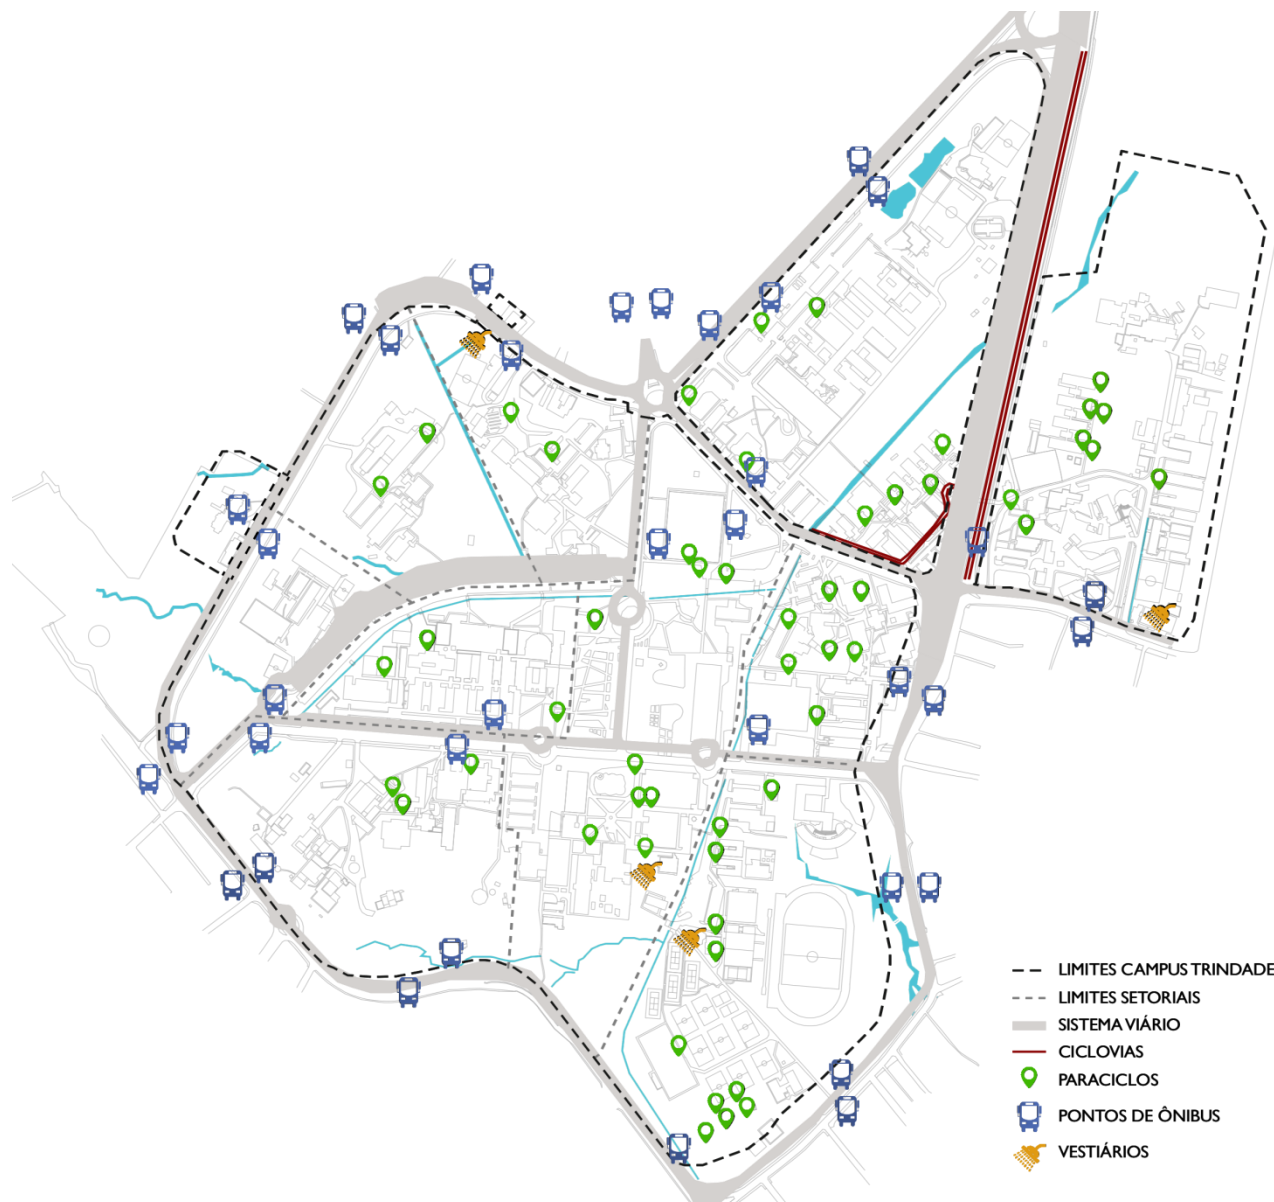 LIMITES CAMPUS TRINDADE
LIMITES SETORIAIS
SISTEMA VIÁRIO
CICLOVIAS
PARACICLOS
PONTOS DE ÔNIBUS
VESTIÁRIOS